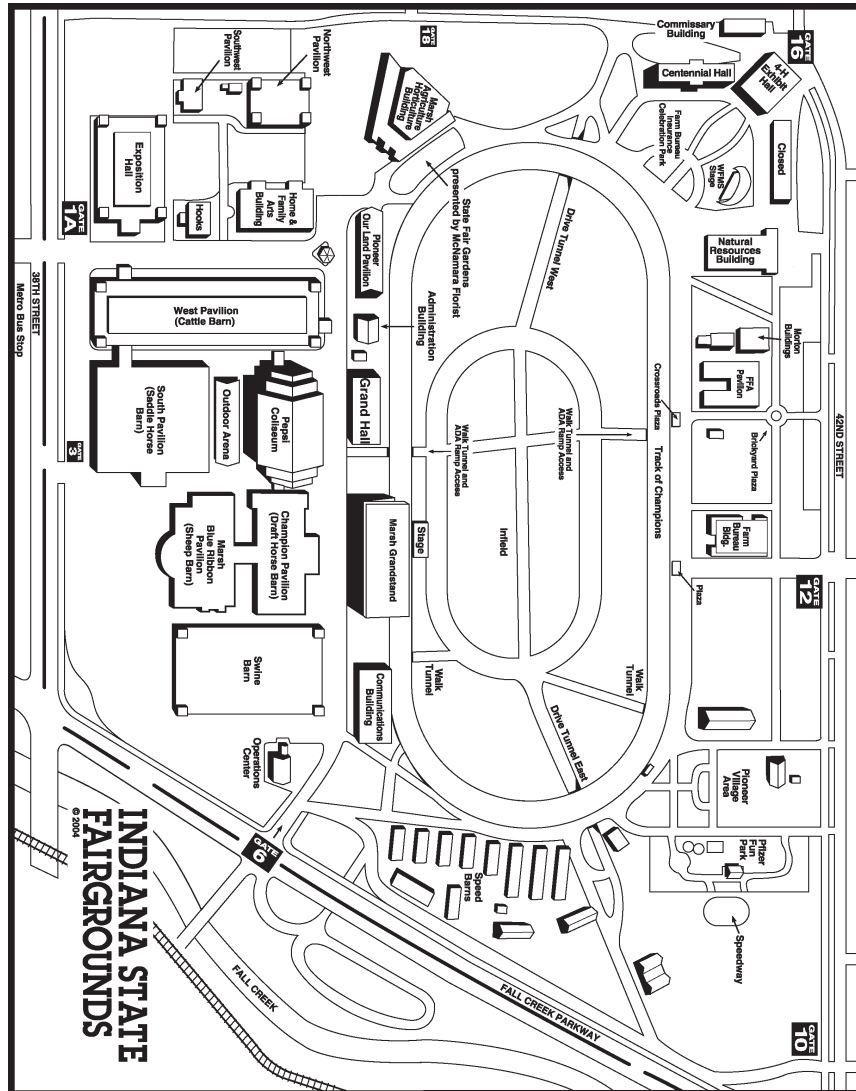 GATE
16
GATE
18
GATE
1A
GATE
3
GATE
12
GATE
6
GATE
10
Commissary
Building
Centennial Hall
4-H
Exhibit
Hall
Closed
Farm Bureau
Insurance
Celebration Park
WFMS
Stage
Natural
Resources
Building
Morton
Buildings
FFA
Pavilion
Brickyard Plaza
42ND STREET
Farm
Bureau
Bldg.
Plaza
Crossroads Plaza
Track of Champions
Northwest
Pavilion
Southwest
Pavilion
Marsh
Agriculture
Horticulture
Building
State Fair Gardens
presented by McNamara Florist
Exposition
Hall
Home &
Family
Arts
Building
Hooks
Pioneer
Our Land Pavilion
Administration
Building
Drive Tunnel West
38TH STREET
Metro Bus Stop
West Pavilion
(Cattle Barn)
South Pavilion
(Saddle Horse
Barn)
Outdoor Arena
Pepsi
Coliseum
Grand Hall
Walk Tunnel and
ADA Ramp Access
Walk Tunnel and
ADA Ramp Access
Infield
Stage
Marsh Grandstand
Champion Pavilion
(Draft Horse Barn)
Marsh
Blue Ribbon
Pavilion
(Sheep Barn)
Swine
Barn
Communications
Building
Walk
Tunnel
Walk
Tunnel
Drive Tunnel East
Operations
Center
Pioneer
Village
Area
Pfizer
Fun
Park
Speedway
Speed
Barns
FALL CREEK PARKWAY
FALL CREEK
INDIANA STATE
FAIRGROUNDS
© 2004